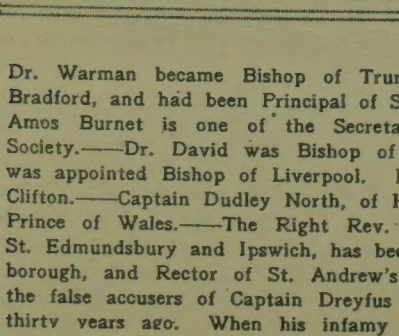 Dr. Warman became Bishop of Trur
Bradford, and had been Principal of S
Amos Burnet is one of the Secreta
Society.——Dr. David was Bishop of
was appointed Bishop of Liverpool.
Clifton.——Captain Dudley North, of H
Prince of Wales.——The Right Rev.
St. Edmundsbury and Ipswich, has bee
borough, and Rector of St. Andrew's
the false accusers of Captain Dreyfus
thirty years ago. When his infamy